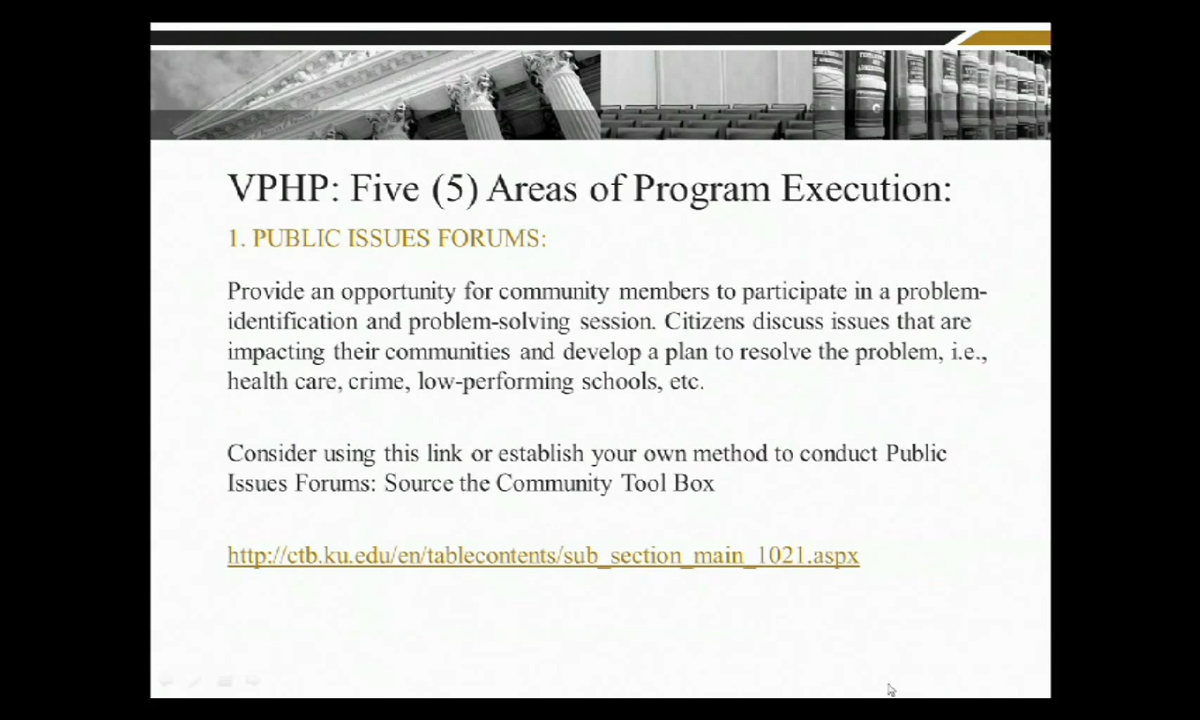 VPHP: Five (5) Areas of Program Execution:
1. PUBLIC ISSUES FORUMS:
Provide an opportunity for community members to participate in a problem-
identification and problem-solving session. Citizens discuss issues that are
impacting their communities and develop a plan to resolve the problem, i.e.,
health care, crime, low-performing schools, etc.
Consider using this link or establish your own method to conduct Public
Issues Forums: Source the Community Tool Box
http://ctb.ku.edu/en/tablecontents/sub_section_main_1021.aspx